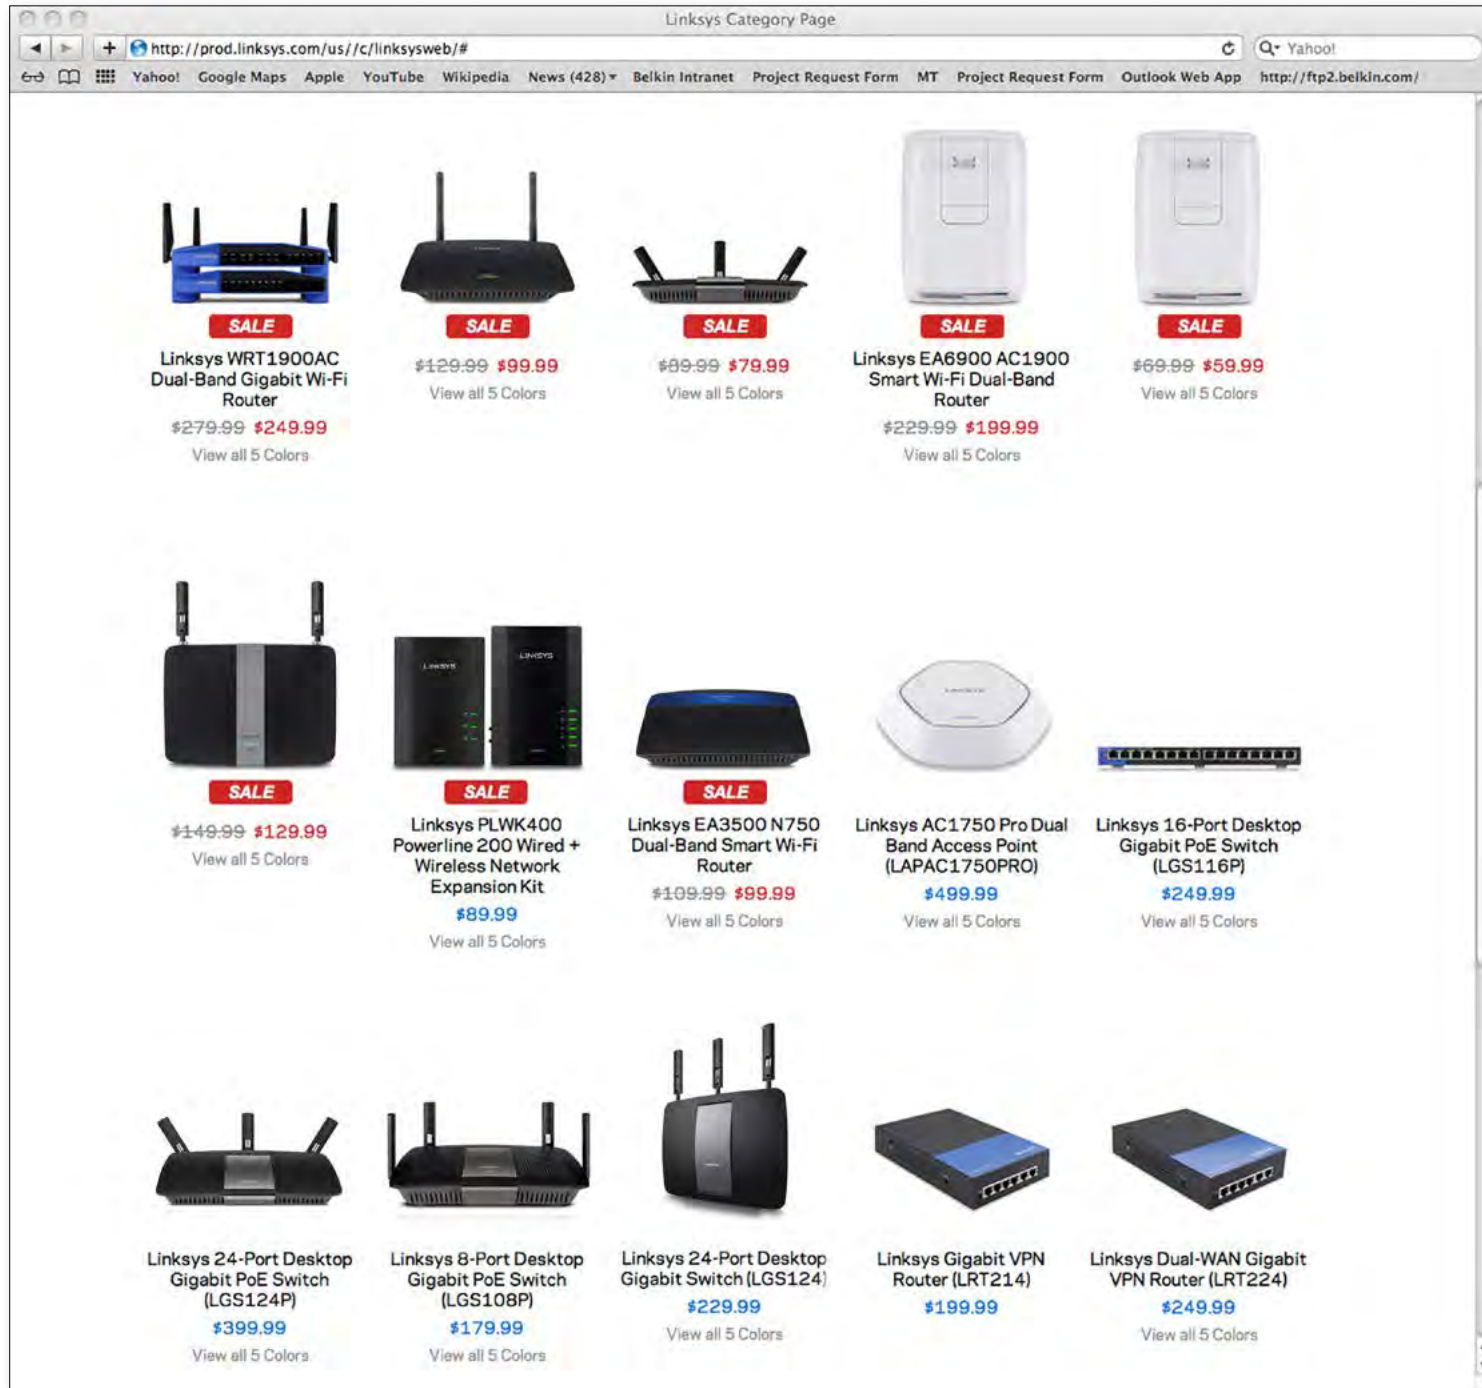 Linksys Category Page
http://prod.linksys.com/us//c/linksysweb/#
Yahoo!
Yahoo! Google Maps Apple YouTube Wikipedia News (428) Belkin Intranet Project Request Form MT Project Request Form Outlook Web App http://ftp2.belkin.com/
SALE
Linksys WRT1900AC
Dual-Band Gigabit Wi-Fi
Router
$279.99 $249.99
View all 5 Colors
SALE
$129.99 $99.99
View all 5 Colors
SALE
$89.99 $79.99
View all 5 Colors
SALE
Linksys EA6900 AC1900
Smart Wi-Fi Dual-Band
Router
$229.99 $199.99
View all 5 Colors
SALE
$69.99 $59.99
View all 5 Colors
SALE
$149.99 $129.99
View all 5 Colors
LINKSYS
LINKSYS
SALE
Linksys PLWK400
Powerline 200 Wired +
Wireless Network
Expansion Kit
$89.99
View all 5 Colors
SALE
Linksys EA3500 N750
Dual-Band Smart Wi-Fi
Router
$109.99 $99.99
View all 5 Colors
LINKSYS
Linksys AC1750 Pro Dual
Band Access Point
(LAPAC1750PRO)
$499.99
View all 5 Colors
Linksys 16-Port Desktop
Gigabit PoE Switch
(LGS116P)
$249.99
View all 5 Colors
Linksys 24-Port Desktop
Gigabit PoE Switch
(LGS124P)
$399.99
View all 5 Colors
Linksys 8-Port Desktop
Gigabit PoE Switch
(LGS108P)
$179.99
View all 5 Colors
Linksys 24-Port Desktop
Gigabit Switch (LGS124)
$229.99
View all 5 Colors
Linksys Gigabit VPN
Router (LRT214)
$199.99
Linksys Dual-WAN Gigabit
VPN Router (LRT224)
$249.99
View all 5 Colors